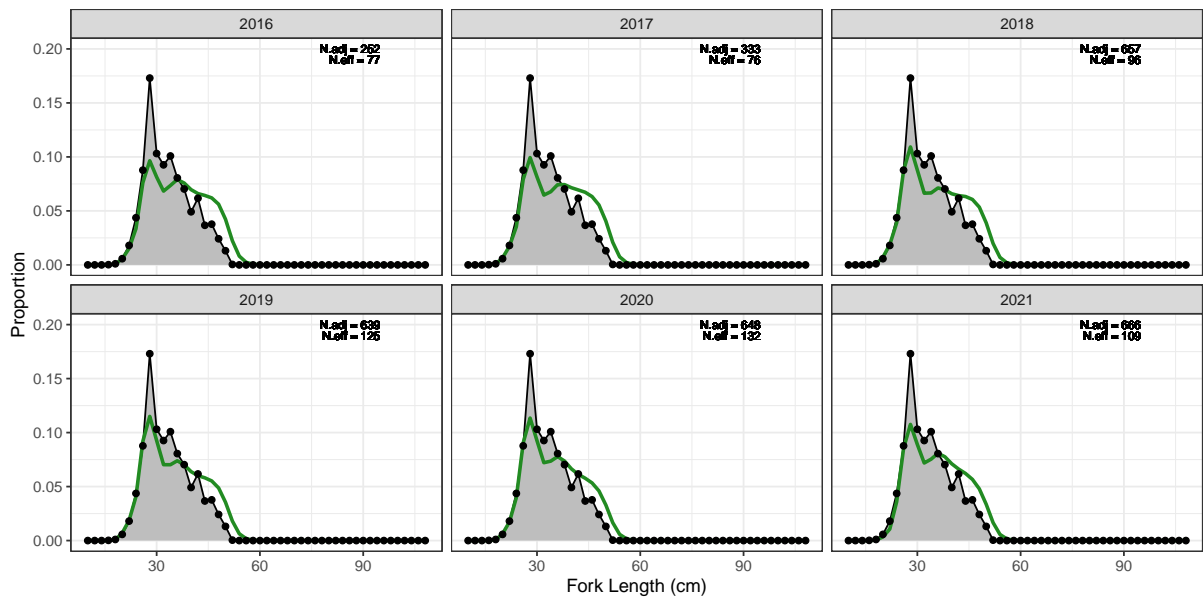 2016
2017
2018
N.adj = 252
N.eff = 77
N.adj = 333
N.eff = 76
N.adj = 657
N.eff = 96
0.20
0.15
0.10
0.05
0.00
Proportion
2019
2020
2021
N.adj = 639
N.eff = 125
N.adj = 648
N.eff = 132
N.adj = 666
N.eff = 109
0.20
0.15
0.10
0.05
0.00
30
60
90
30
60
90
30
60
90
Fork Length (cm)